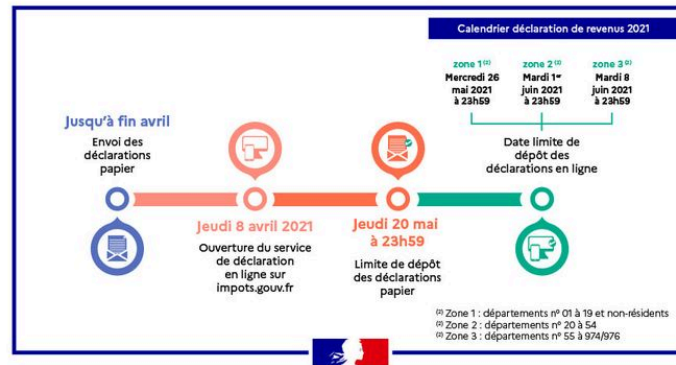 Calendrier déclaration de revenus 2021
zone 1 ⁽²⁾
Mercredi 26
mai 2021
à 23h59
zone 2 ⁽²⁾
Mardi 1ᵉʳ
juin 2021
à 23h59
zone 3 ⁽²⁾
Mardi 8
juin 2021
à 23h59
Jusqu'à fin avril
Envoi des
déclarations
papier
Date limite de
dépôt des
déclarations en ligne
Jeudi 8 avril 2021
Ouverture du service
de déclaration
en ligne sur
impots.gouv.fr
Jeudi 20 mai
à 23h59
Limite de dépôt
des déclarations
papier
⁽²⁾ Zone 1 : départements n° 01 à 19 et non-résidents
⁽²⁾ Zone 2 : départements n° 20 à 54
⁽²⁾ Zone 3 : départements n° 55 à 974/976